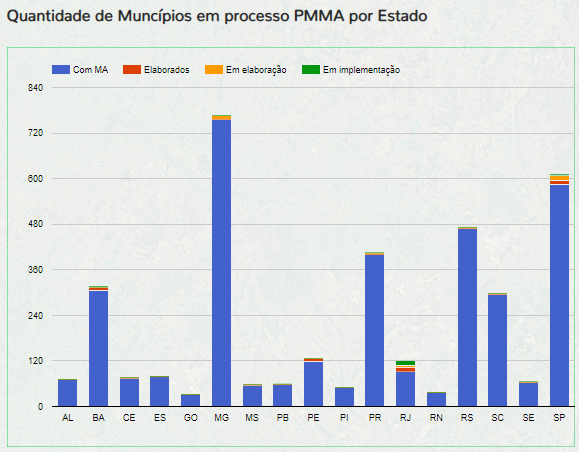 Quantidade de Muncípios em processo PMMA por Estado
Com MA Elaborados Em elaboração Em implementação
840
720
600
480
360
240
120
0
AL BA CE ES GO MG MS PB PE PI PR RJ RN RS SC SE SP